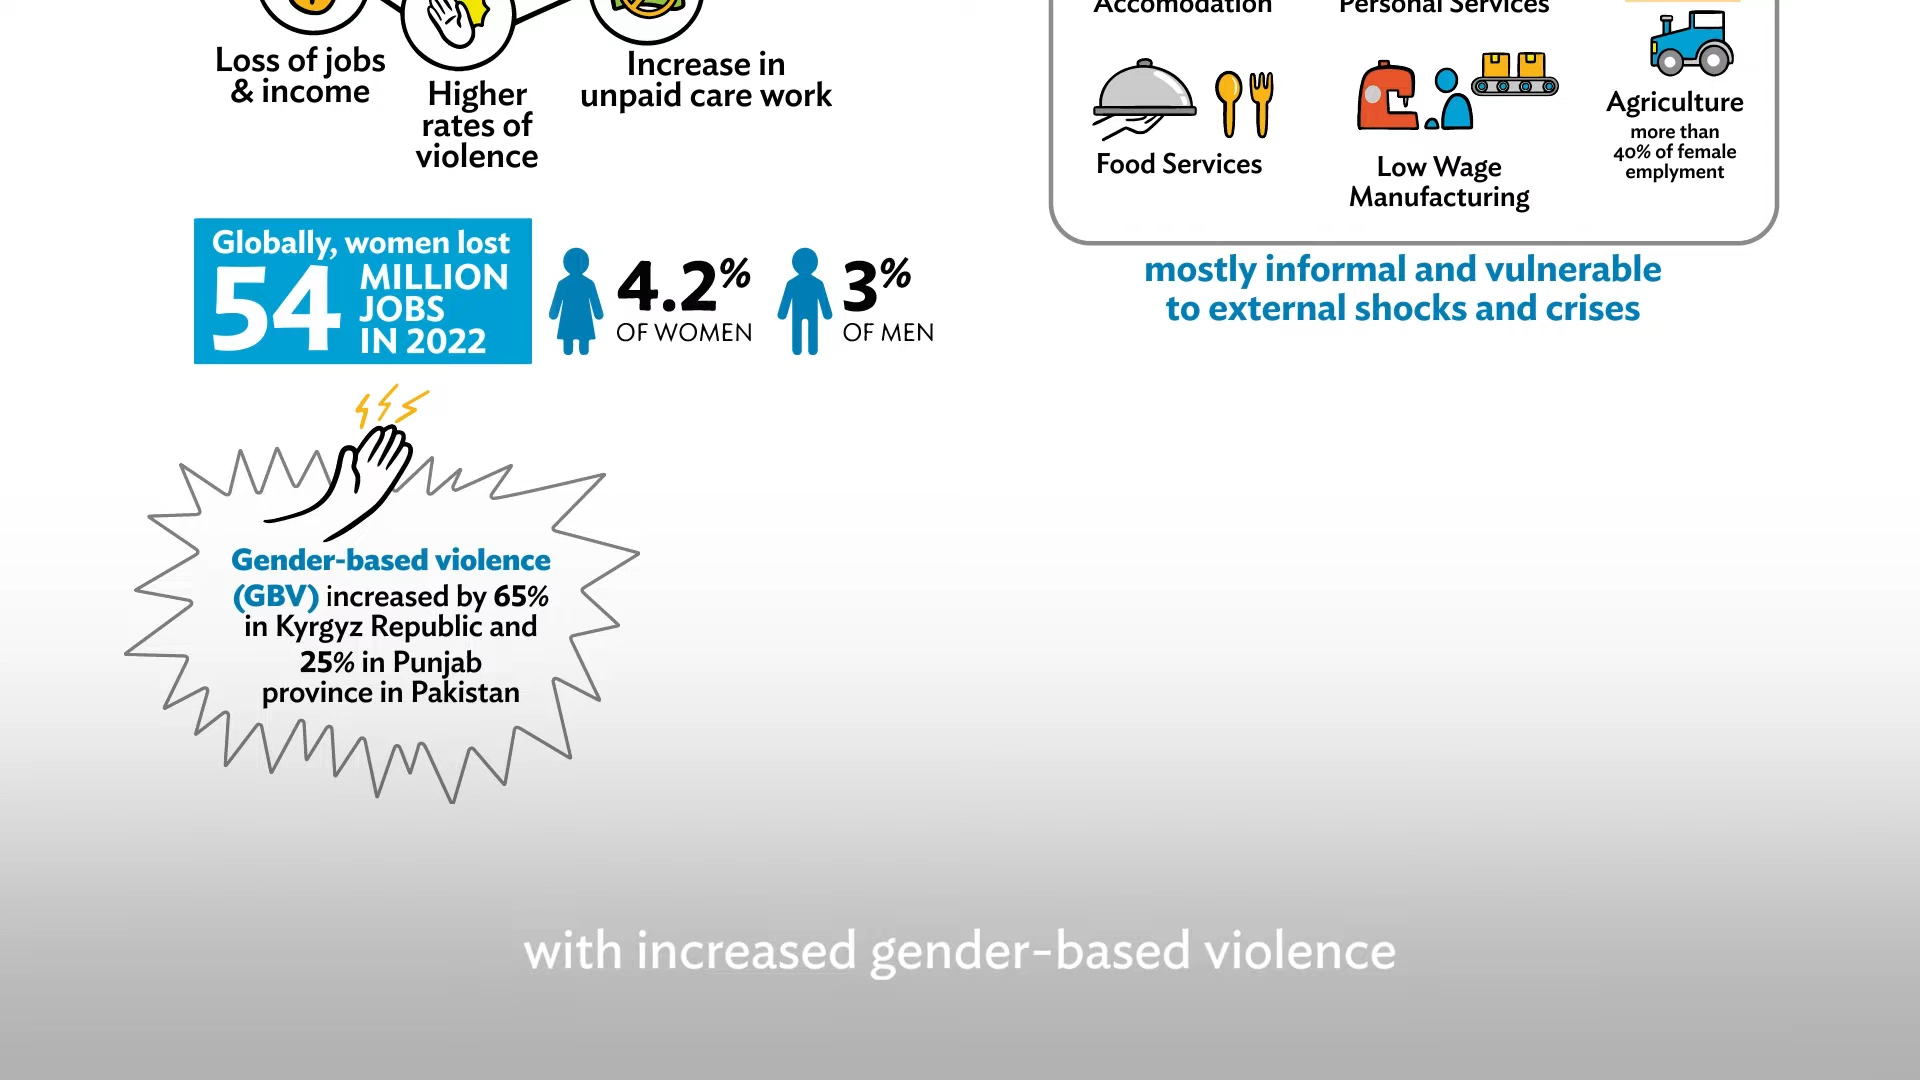 Loss of jobs
& income
Higher
rates of
violence
Increase in
unpaid care work
Globally, women lost
54 MILLION
JOBS
IN 2022
4.2%
OF WOMEN
3%
OF MEN
Gender-based violence
(GBV) increased by 65%
in Kyrgyz Republic and
25% in Punjab
province in Pakistan
Accomodation
Personal Services
Food Services
Low Wage
Manufacturing
Agriculture
more than
40% of female
emplyment
mostly informal and vulnerable
to external shocks and crises
with increased gender-based violence